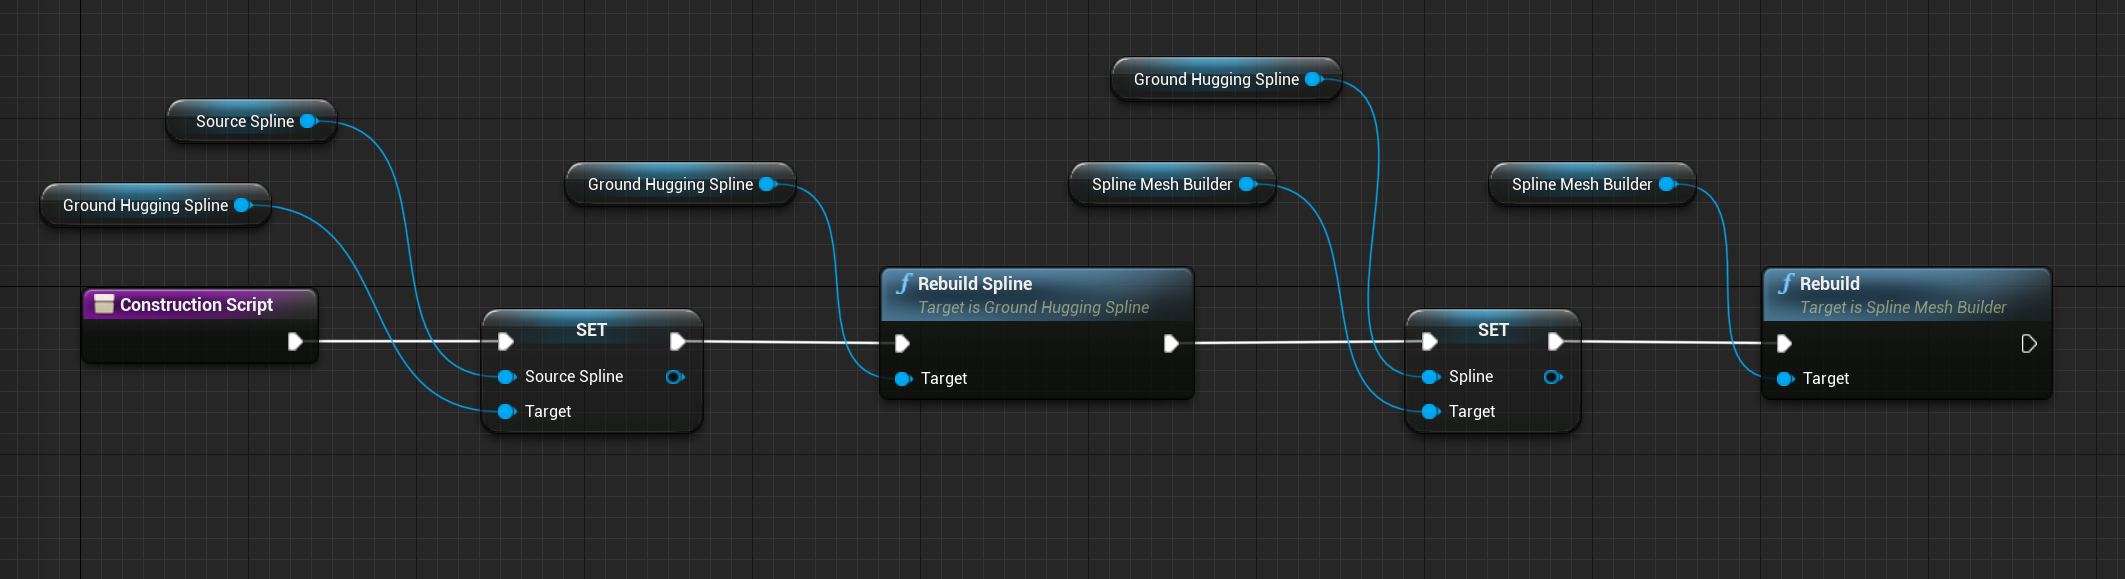 Ground Hugging Spline
Source Spline
Ground Hugging Spline
Spline Mesh Builder
Spline Mesh Builder
Ground Hugging Spline
Construction Script
SET
Source Spline
Target
f Rebuild Spline
Target is Ground Hugging Spline
Target
SET
Spline
Target
f Rebuild
Target is Spline Mesh Builder
Target